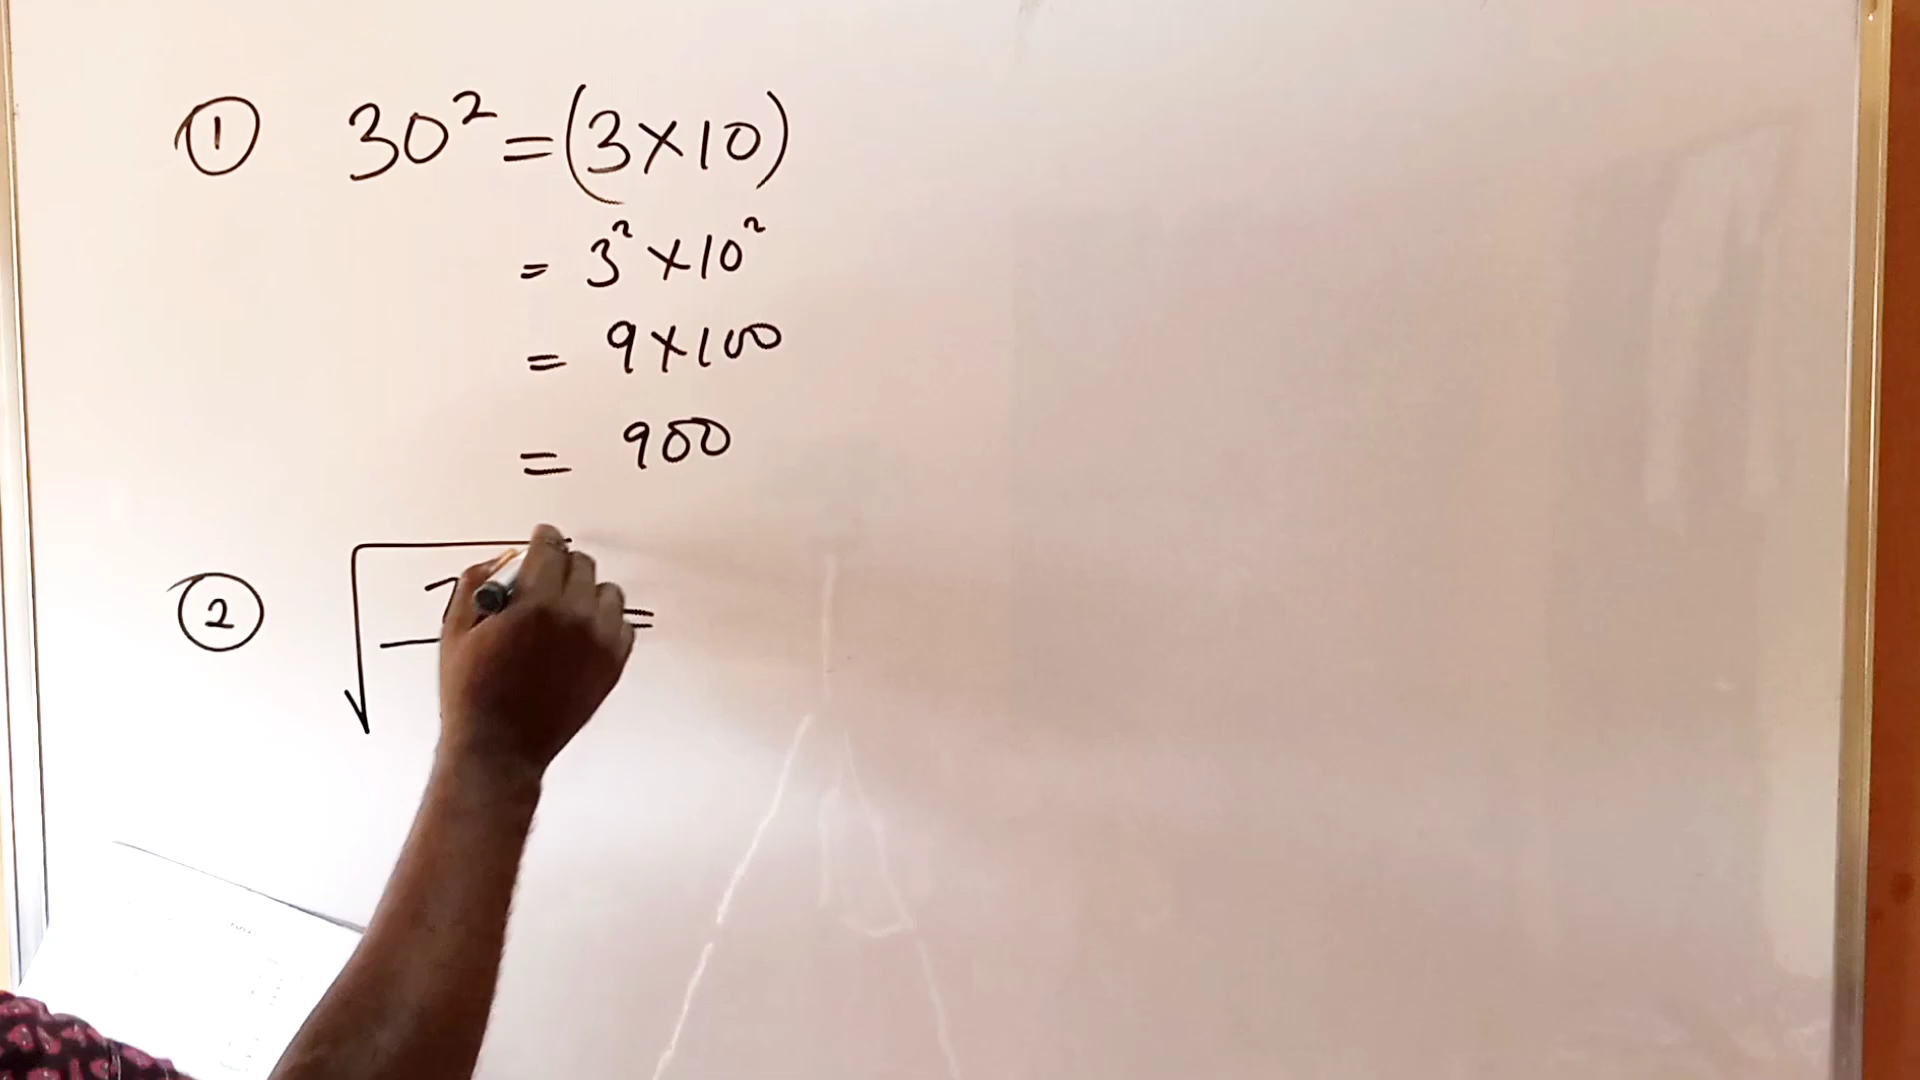 ① 30² = (3×10)
= 3² × 10²
= 9 × 100
= 900
② √ =